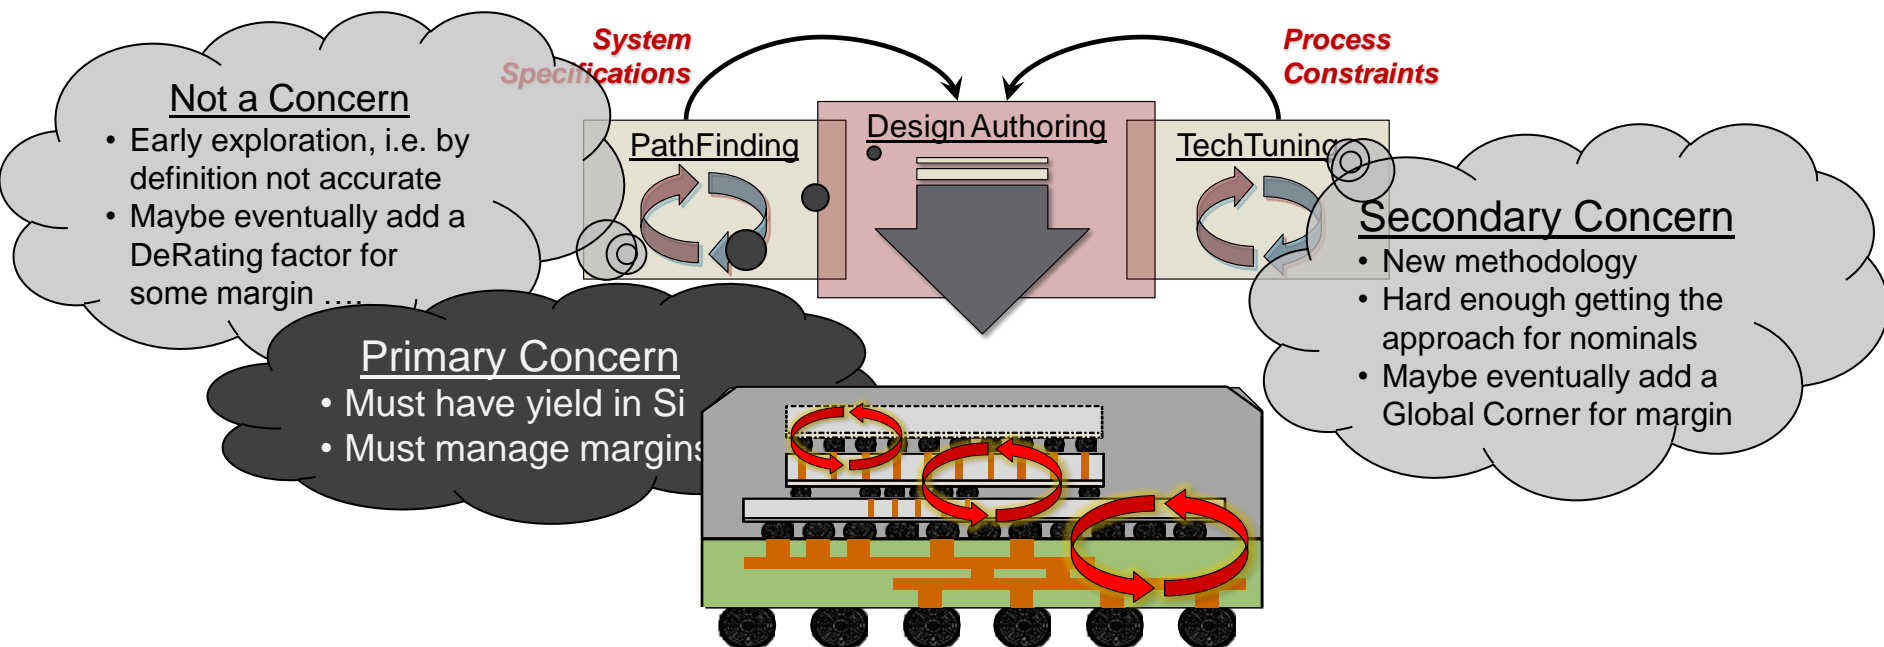 System
Specifications
Process
Constraints
Not a Concern
• Early exploration, i.e. by
definition not accurate
• Maybe eventually add a
DeRating factor for
some margin ….
PathFinding
Design Authoring
TechTuning
Secondary Concern
• New methodology
• Hard enough getting the
approach for nominals
• Maybe eventually add a
Global Corner for margin
Primary Concern
• Must have yield in Si
• Must manage margins